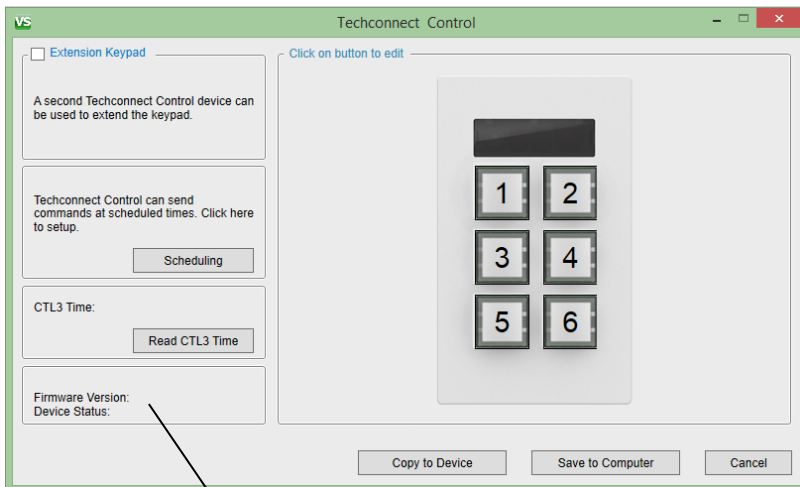 VS
Techconnect Control
Extension Keypad
A second Techconnect Control device can
be used to extend the keypad.
Techconnect Control can send
commands at scheduled times. Click here
to setup.
Scheduling
CTL3 Time:
Read CTL3 Time
Firmware Version:
Device Status:
Click on button to edit
1 2
3 4
5 6
Copy to Device Save to Computer Cancel